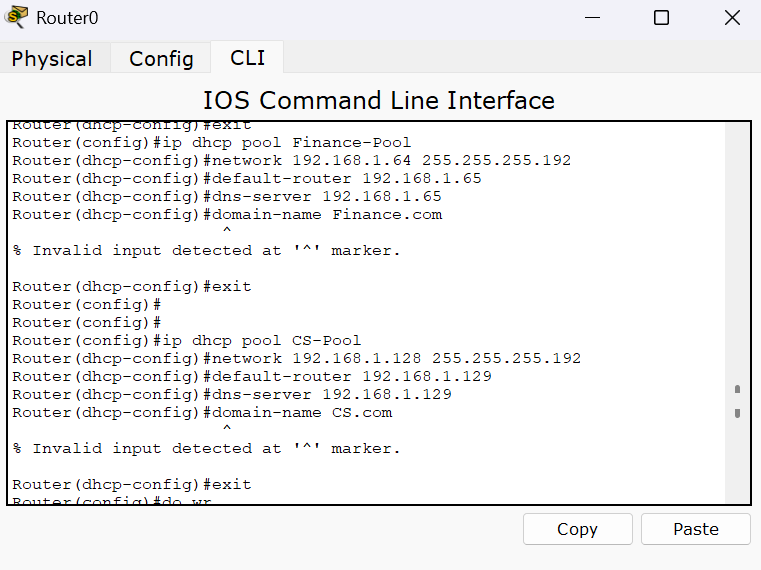 Router0
Physical Config CLI
IOS Command Line Interface
Router(dhcp-config)#exit
Router(config)#ip dhcp pool Finance-Pool
Router(dhcp-config)#network 192.168.1.64 255.255.255.192
Router(dhcp-config)#default-router 192.168.1.65
Router(dhcp-config)#dns-server 192.168.1.65
Router(dhcp-config)#domain-name Finance.com
^
% Invalid input detected at '^' marker.
Router(dhcp-config)#exit
Router(config)#
Router(config)#
Router(config)#ip dhcp pool CS-Pool
Router(dhcp-config)#network 192.168.1.128 255.255.255.192
Router(dhcp-config)#default-router 192.168.1.129
Router(dhcp-config)#dns-server 192.168.1.129
Router(dhcp-config)#domain-name CS.com
^
% Invalid input detected at '^' marker.
Router(dhcp-config)#exit
Router(config)#do wr
Copy Paste